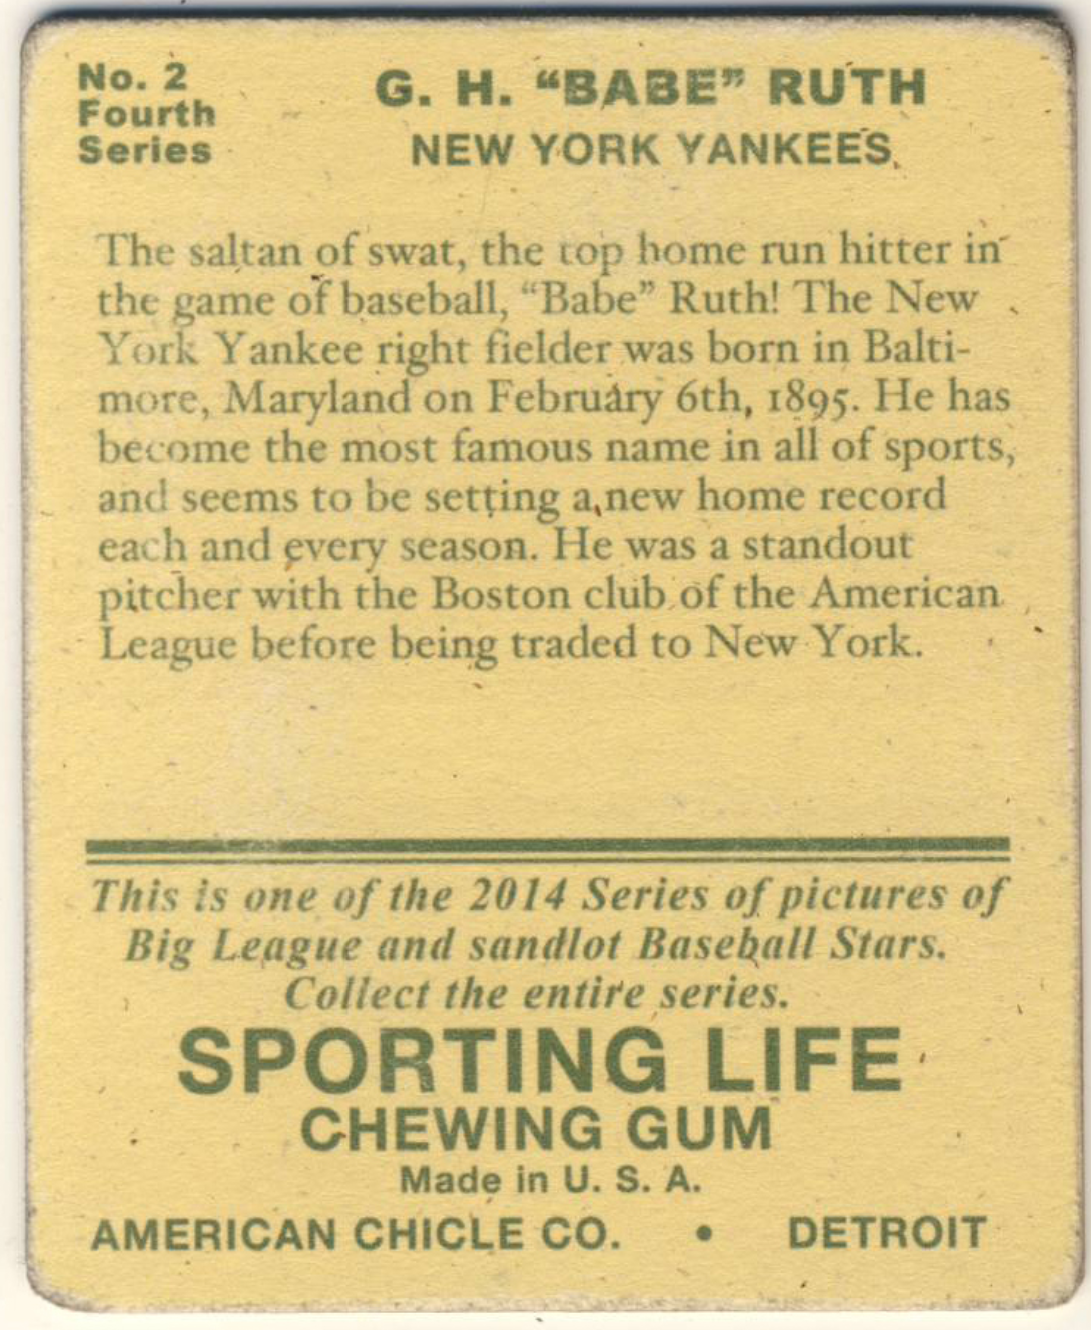 No. 2
Fourth
Series
G. H. “BABE” RUTH
NEW YORK YANKEES
The saltan of swat, the top home run hitter in
the game of baseball, “Babe” Ruth! The New
York Yankee right fielder was born in Balti-
more, Maryland on February 6th, 1895. He has
become the most famous name in all of sports,
and seems to be setting a new home record
each and every season. He was a standout
pitcher with the Boston club of the American
League before being traded to New York.
This is one of the 2014 Series of pictures of
Big League and sandlot Baseball Stars.
Collect the entire series.
SPORTING LIFE
CHEWING GUM
Made in U. S. A.
AMERICAN CHICLE CO. • DETROIT